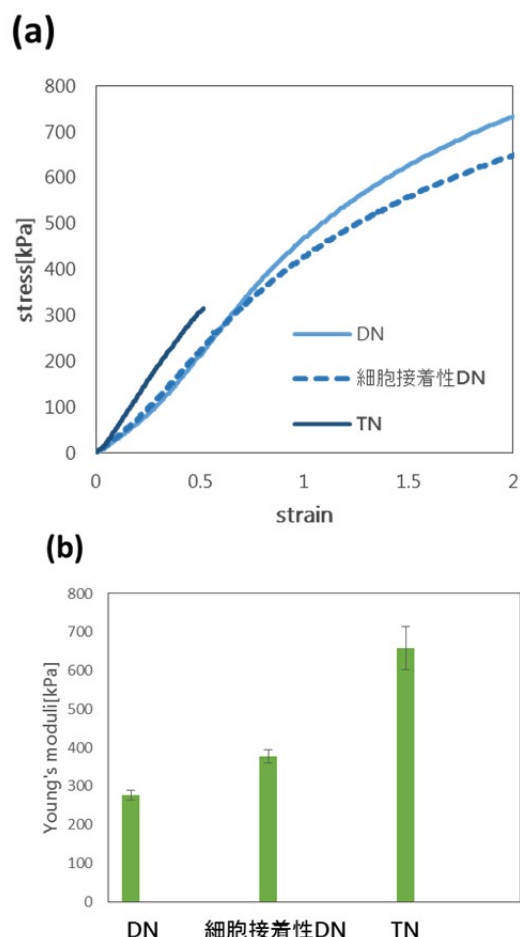 (a)
800
700
600
500
400
300
200
100
0
stress[kPa]
DN
細胞接着性DN
TN
0 0.5 1 1.5 2
strain
(b)
800
700
600
500
400
300
200
100
0
Young's moduli[kPa]
DN 細胞接着性DN TN